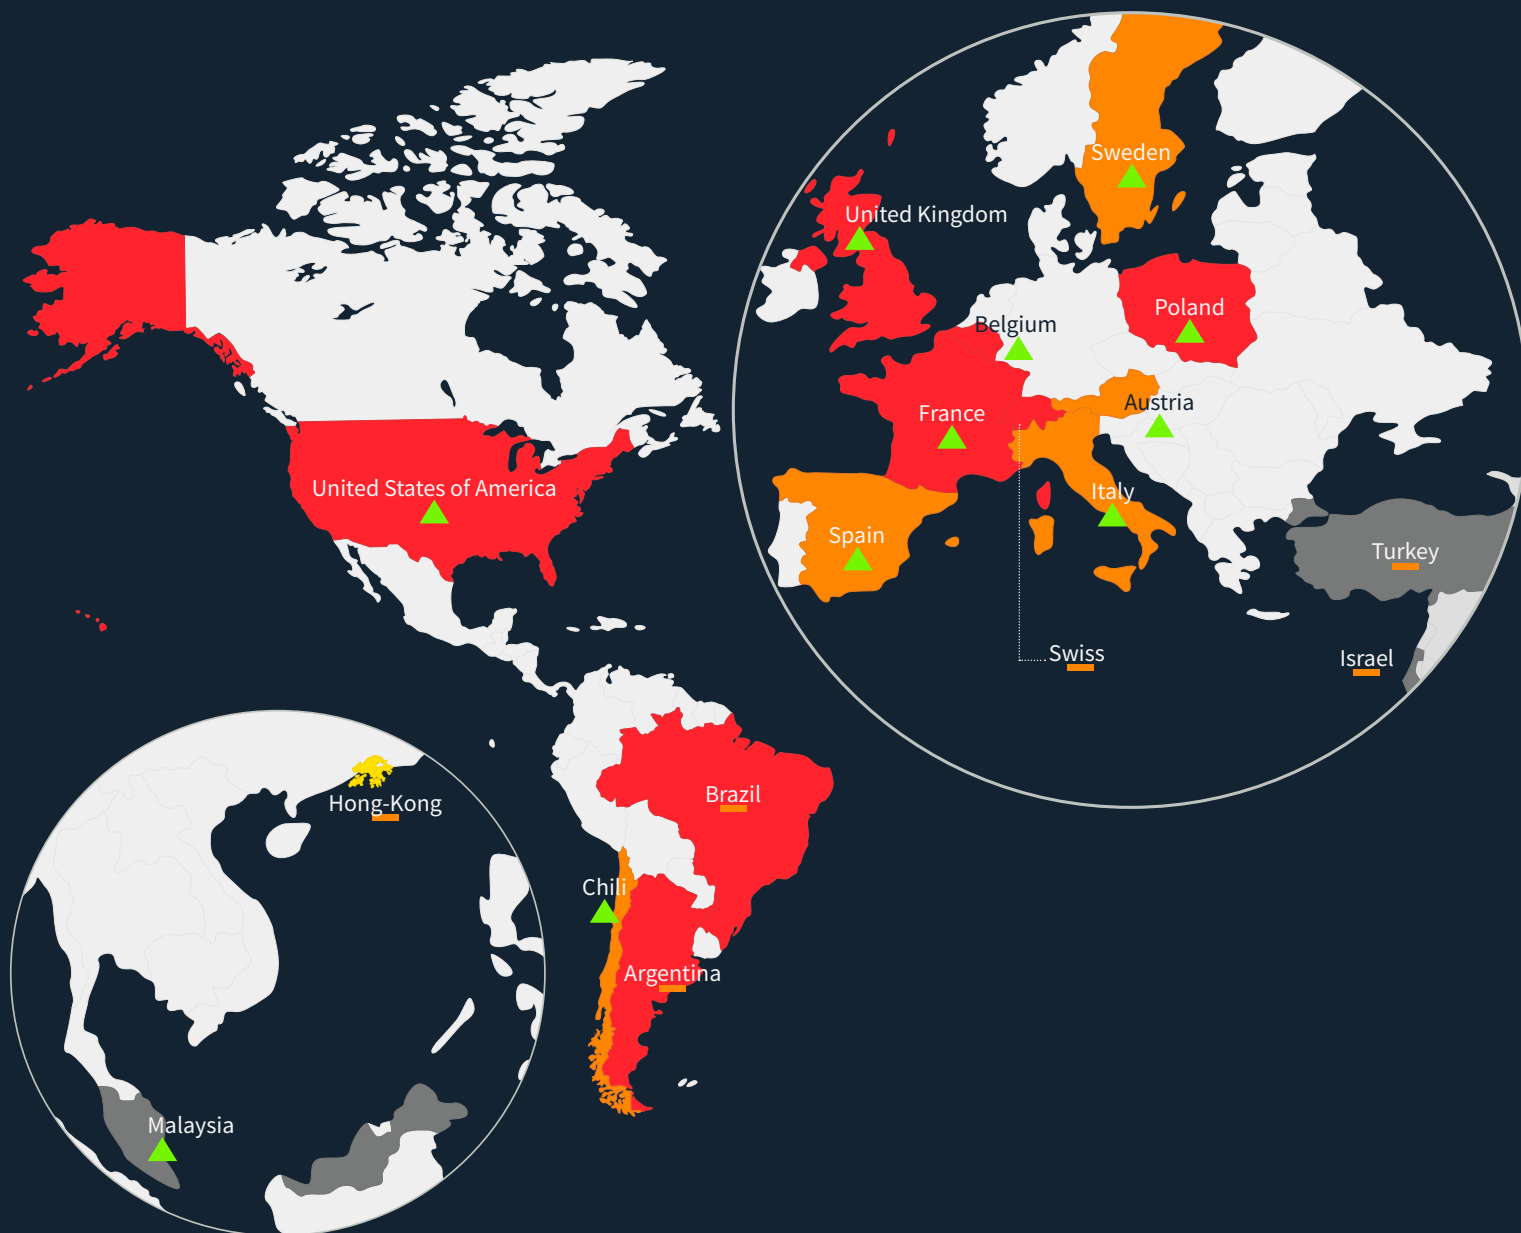 Sweden
United Kingdom
Poland
Belgium
Austria
France
United States of America
Italy
Spain
Turkey
Swiss
Israel
Brazil
Hong-Kong
Chili
Argentina
Malaysia